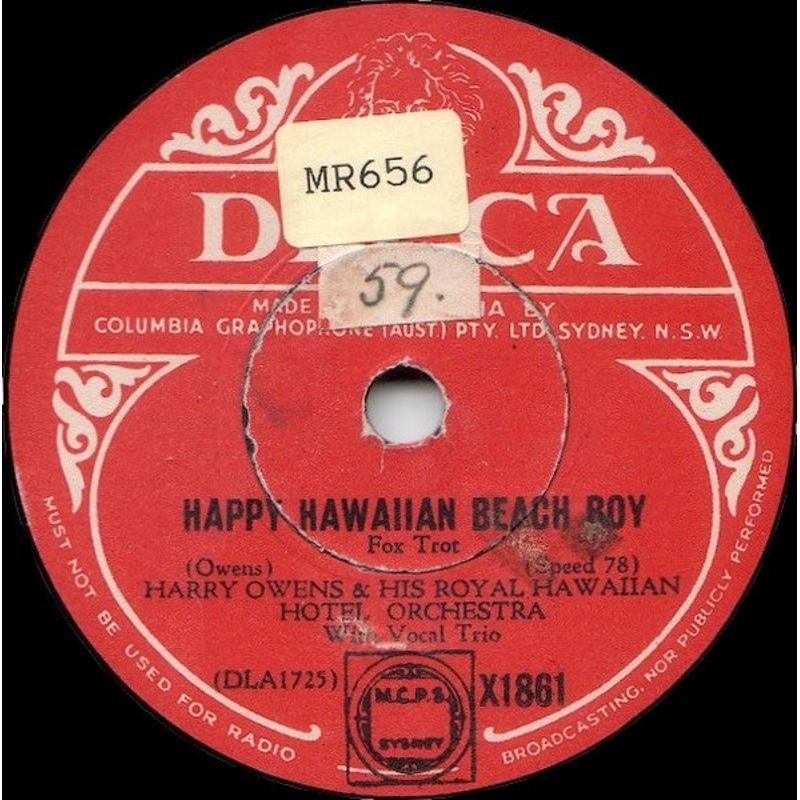 MR656
59.
MADE
BY
COLUMBIA GRAPHOPHONE (AUST.) PTY. LTD. SYDNEY. N.S.W.
HAPPY HAWAIIAN BEACH BOY
Fox Trot
(Owens) (Speed 78)
HARRY OWENS & HIS ROYAL HAWAIIAN
HOTEL ORCHESTRA
With Vocal Trio
(DLA1725) X1861
M.C.P.S.
SYDNEY
MUST NOT BE USED FOR RADIO
BROADCASTING, NOR PUBLICLY PERFORMED